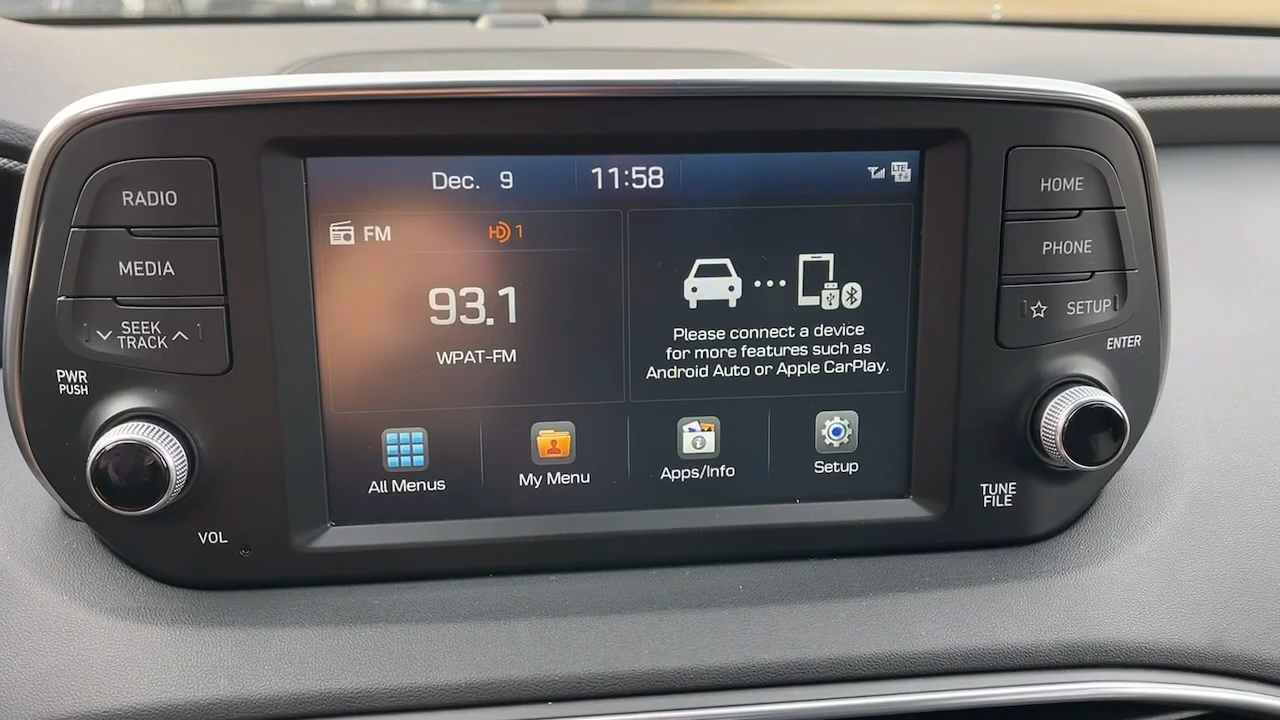 RADIO
MEDIA
SEEK
TRACK
PWR
PUSH
VOL
Dec. 9
11:58
LTE
FM
HD 1
93.1
WPAT-FM
Please connect a device
for more features such as
Android Auto or Apple CarPlay.
All Menus
My Menu
Apps/Info
Setup
HOME
PHONE
SETUP
ENTER
TUNE
FILE